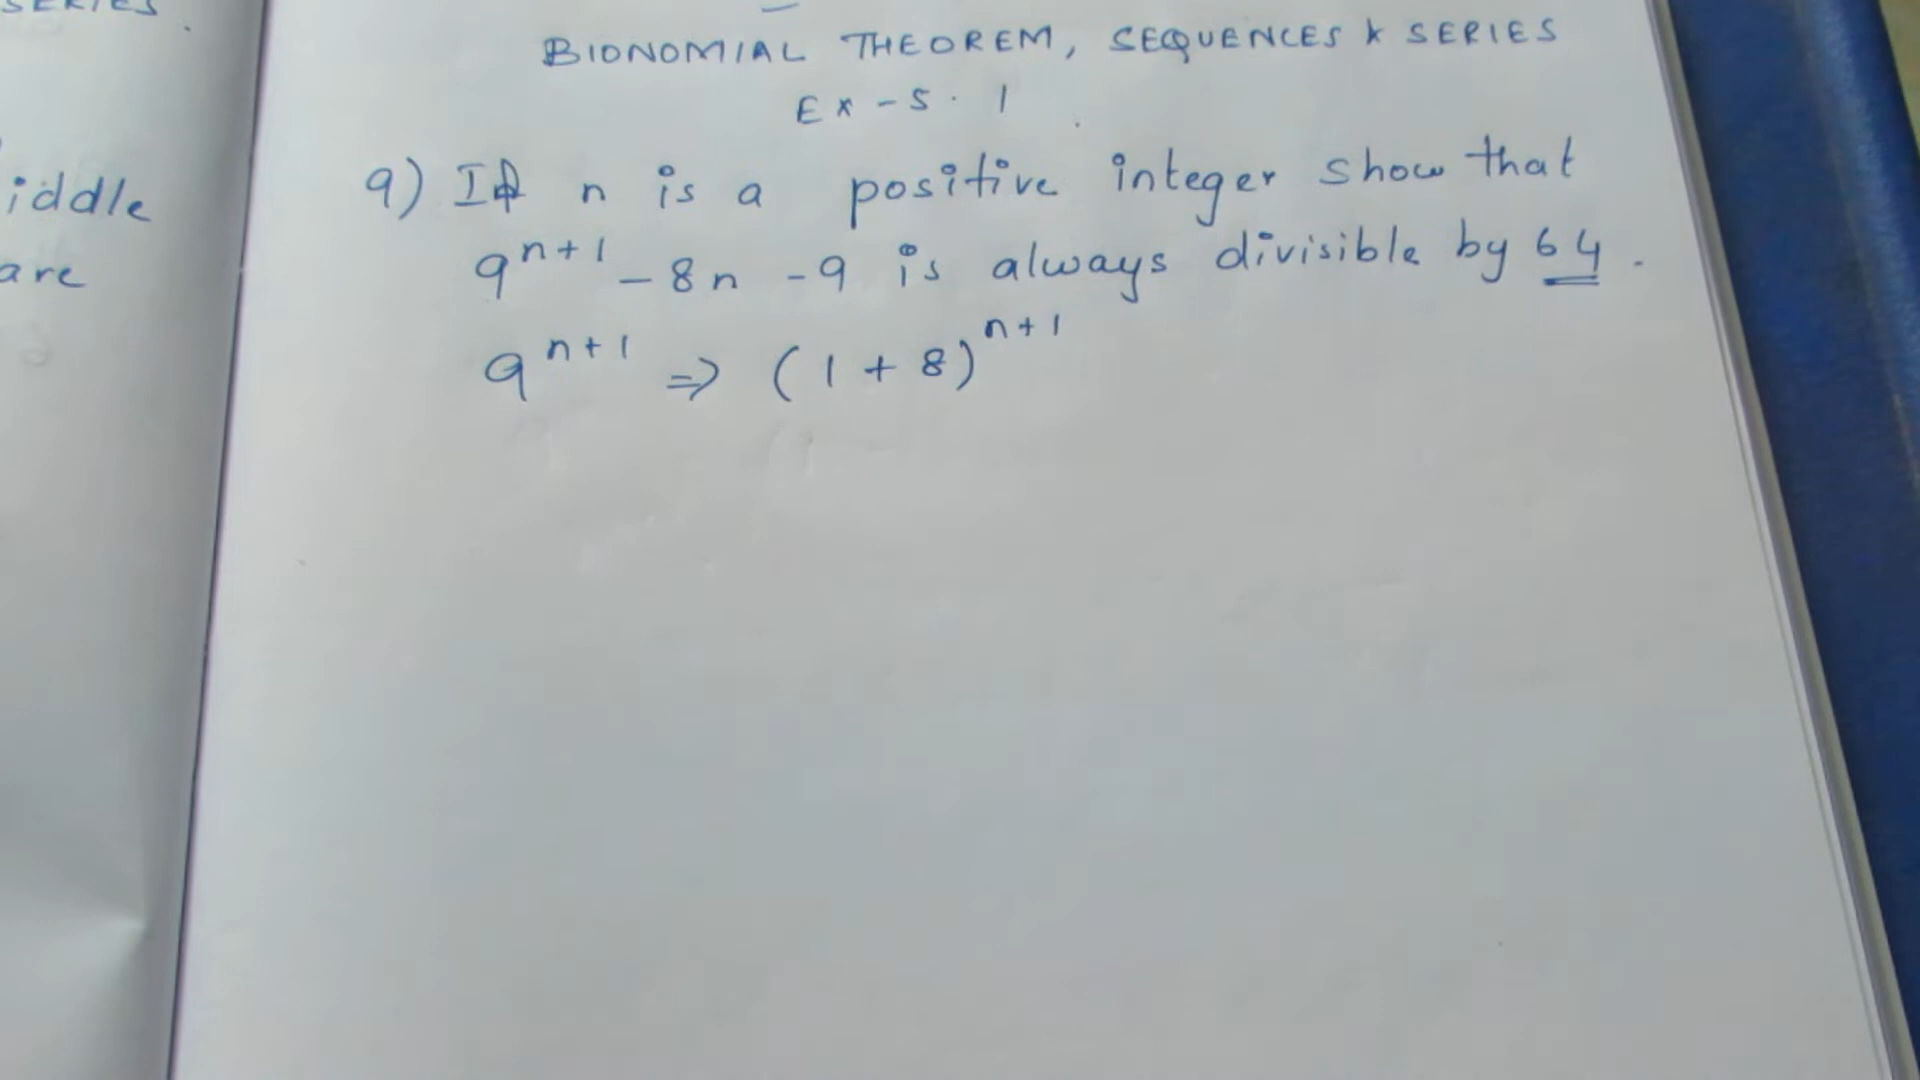 SERIES
iddle
are
BIONOMIAL THEOREM, SEQUENCES & SERIES
Ex - 5 . 1
9) If n is a positive integer show that
9^{n+1} - 8n - 9 is always divisible by 64 .
9^{n+1} ⇒ (1 + 8)^{n+1}